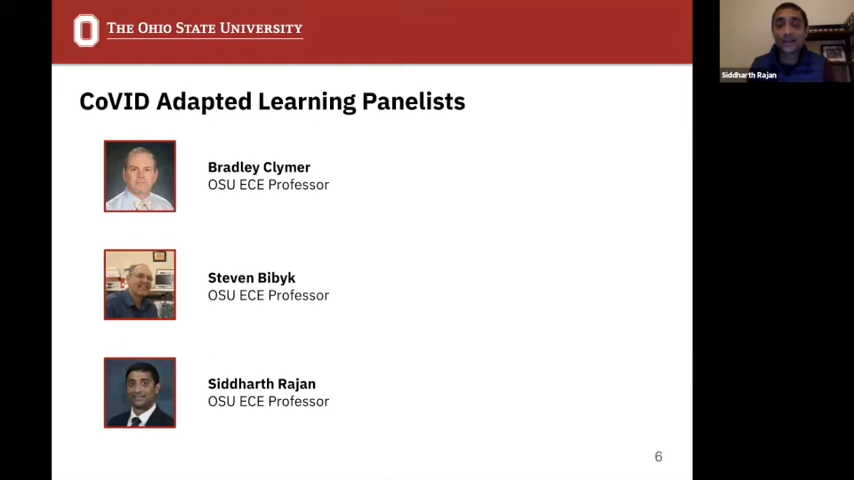 THE OHIO STATE UNIVERSITY
CoVID Adapted Learning Panelists
Bradley Clymer
OSU ECE Professor
Steven Bibyk
OSU ECE Professor
Siddharth Rajan
OSU ECE Professor
6
Siddharth Rajan